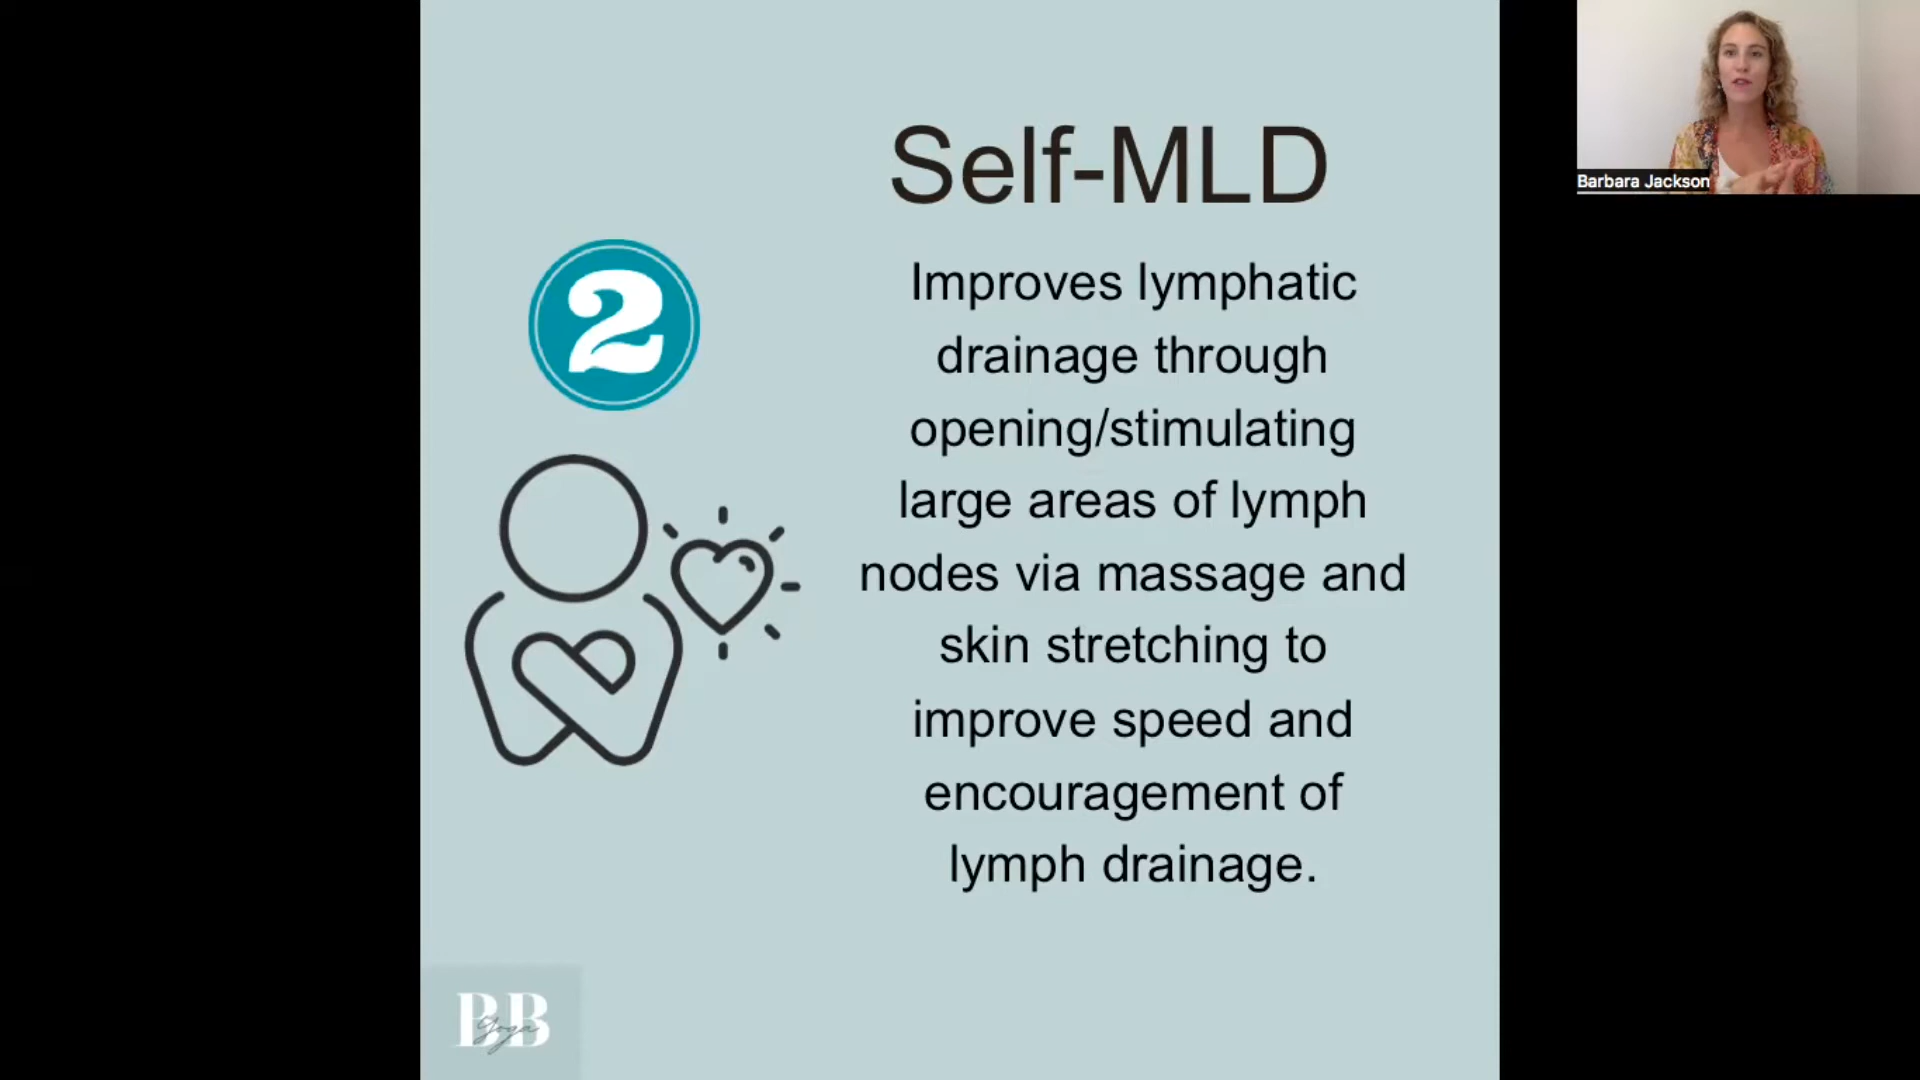 Self-MLD
2
Improves lymphatic
drainage through
opening/stimulating
large areas of lymph
nodes via massage and
skin stretching to
improve speed and
encouragement of
lymph drainage.
BB
Yoga
Barbara Jackson